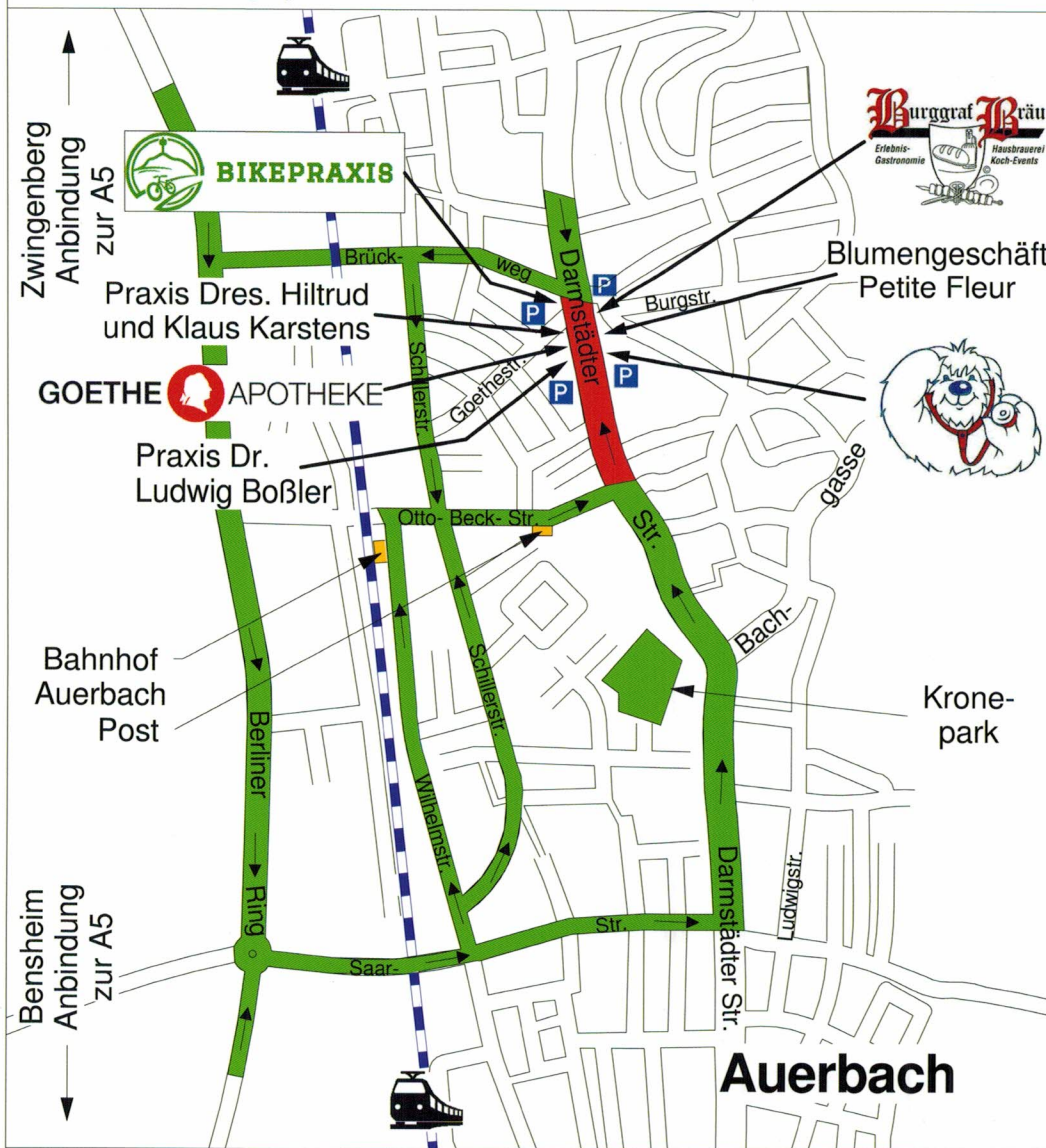 Zwingenberg
Anbindung
zur A5
BIKEPRAXIS
Burggraf Bräu
Erlebnis-
Gastronomie
Hausbrauerei
Koch-Events
Brück-
weg
Darmstädter
P
P
P
P
Burgstr.
Blumengeschäft
Petite Fleur
Praxis Dres. Hiltrud
und Klaus Karstens
Schillerstr.
Goethestr.
GOETHE APOTHEKE
Praxis Dr.
Ludwig Boßler
gasse
Otto- Beck- Str.
Str.
Bach-
Bahnhof
Auerbach
Post
Schillerstr.
Krone-
park
Berliner
Wilhelmstr.
Ring
Darmstädter Str.
Ludwigstr.
Str.
Saar-
Bensheim
Anbindung
zur A5
Auerbach